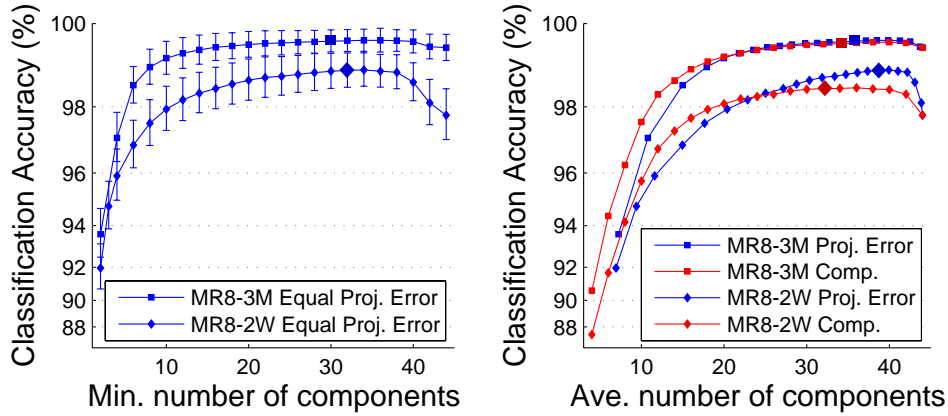 Classification Accuracy (%)
100
98
96
94
92
90
88
10
20
30
40
Min. number of components
MR8-3M Equal Proj. Error
MR8-2W Equal Proj. Error
Classification Accuracy (%)
100
98
96
94
92
90
88
10
20
30
40
Ave. number of components
MR8-3M Proj. Error
MR8-3M Comp.
MR8-2W Proj. Error
MR8-2W Comp.